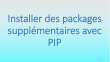 Installer des packages
supplémentaires avec
PIP